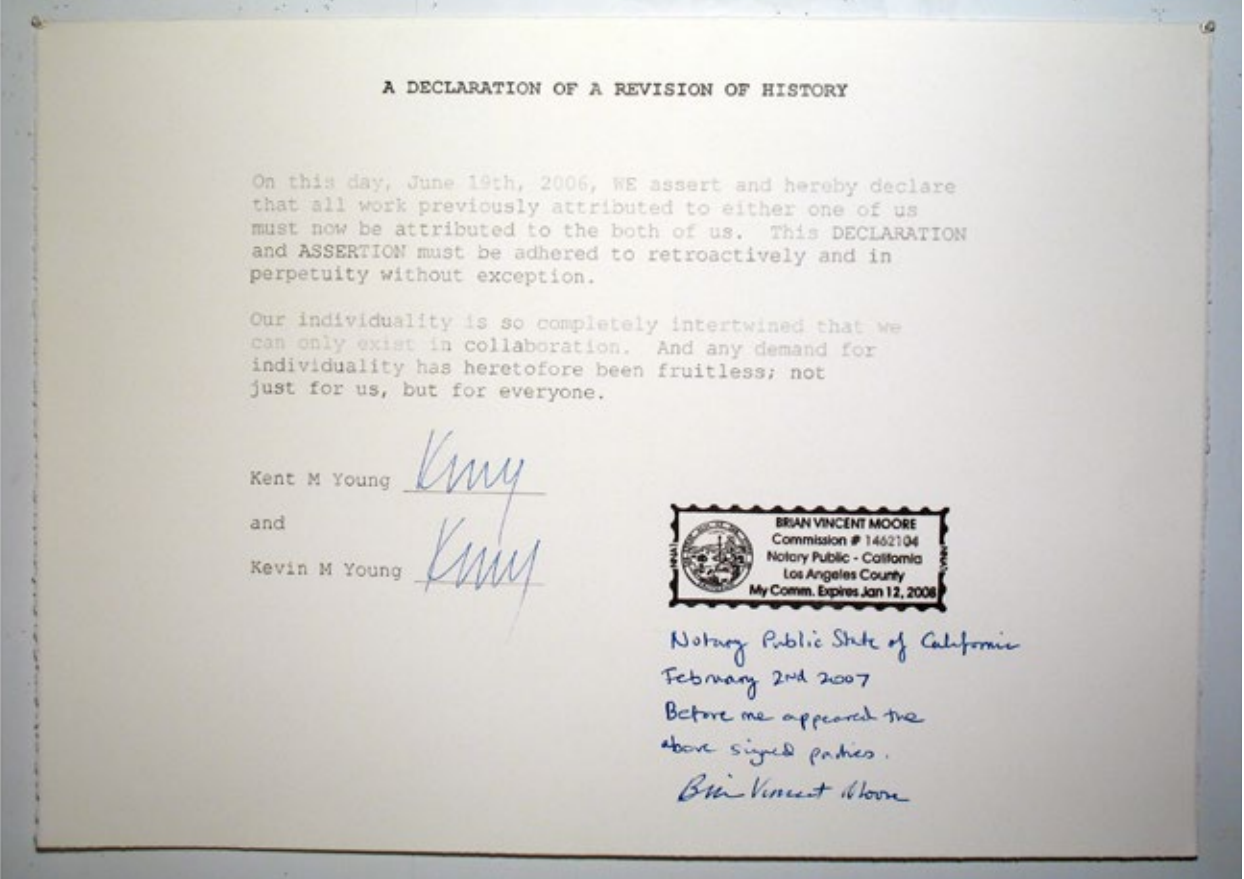 A DECLARATION OF A REVISION OF HISTORY
On this day, June 19th, 2006, WE assert and hereby declare
that all work previously attributed to either one of us
must now be attributed to the both of us. This DECLARATION
and ASSERTION must be adhered to retroactively and in
perpetuity without exception.
Our individuality is so completely intertwined that we
can only exist in collaboration. And any demand for
individuality has heretofore been fruitless; not
just for us, but for everyone.
Kent M Young KMY
and
Kevin M Young KMY
BRIAN VINCENT MOORE
Commission # 1462104
Notary Public - California
Los Angeles County
My Comm. Expires Jan 12, 2008
Notary Public State of California
February 2nd 2007
Before me appeared the
above signed parties.
Brian Vincent Moore